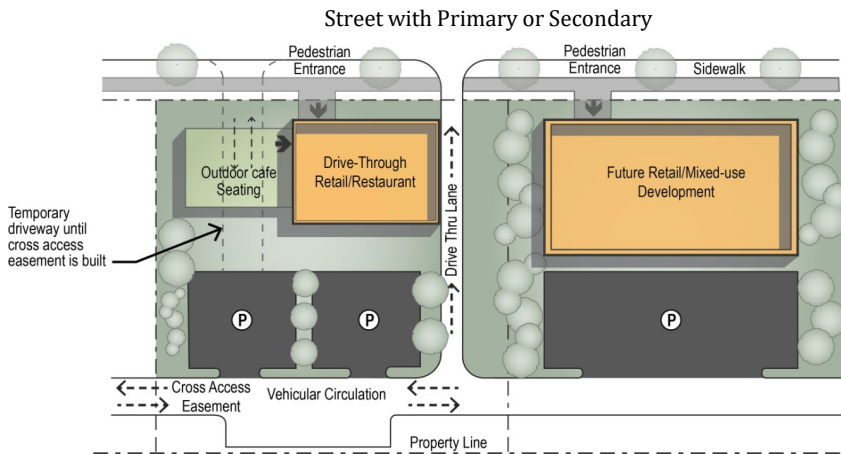 Street with Primary or Secondary
Pedestrian
Entrance
Pedestrian
Entrance
Sidewalk
Outdoor cafe
Seating
Drive-Through
Retail/Restaurant
Drive Thru Lane
Future Retail/Mixed-use
Development
Temporary
driveway until
cross access
easement is built
P
P
P
Cross Access
Easement
Vehicular Circulation
Property Line